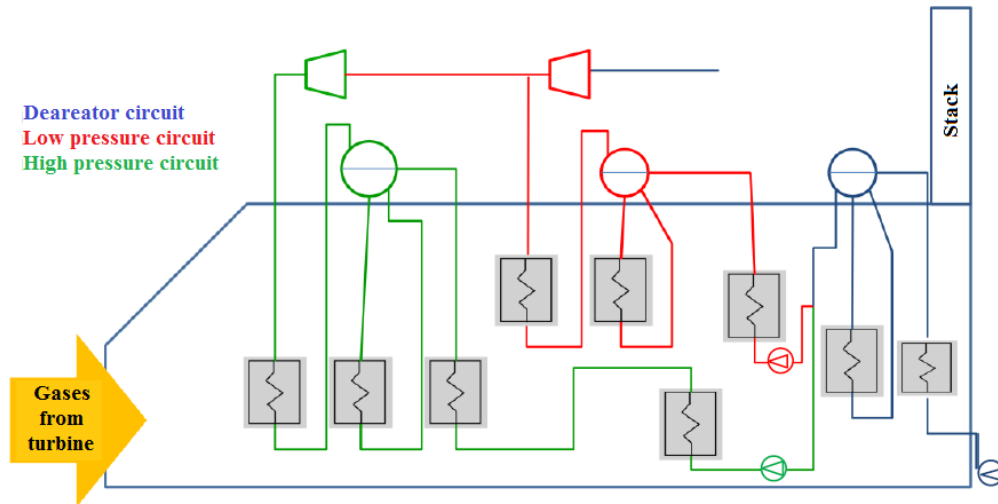 Deareator circuit
Low pressure circuit
High pressure circuit
Stack
Gases
from
turbine